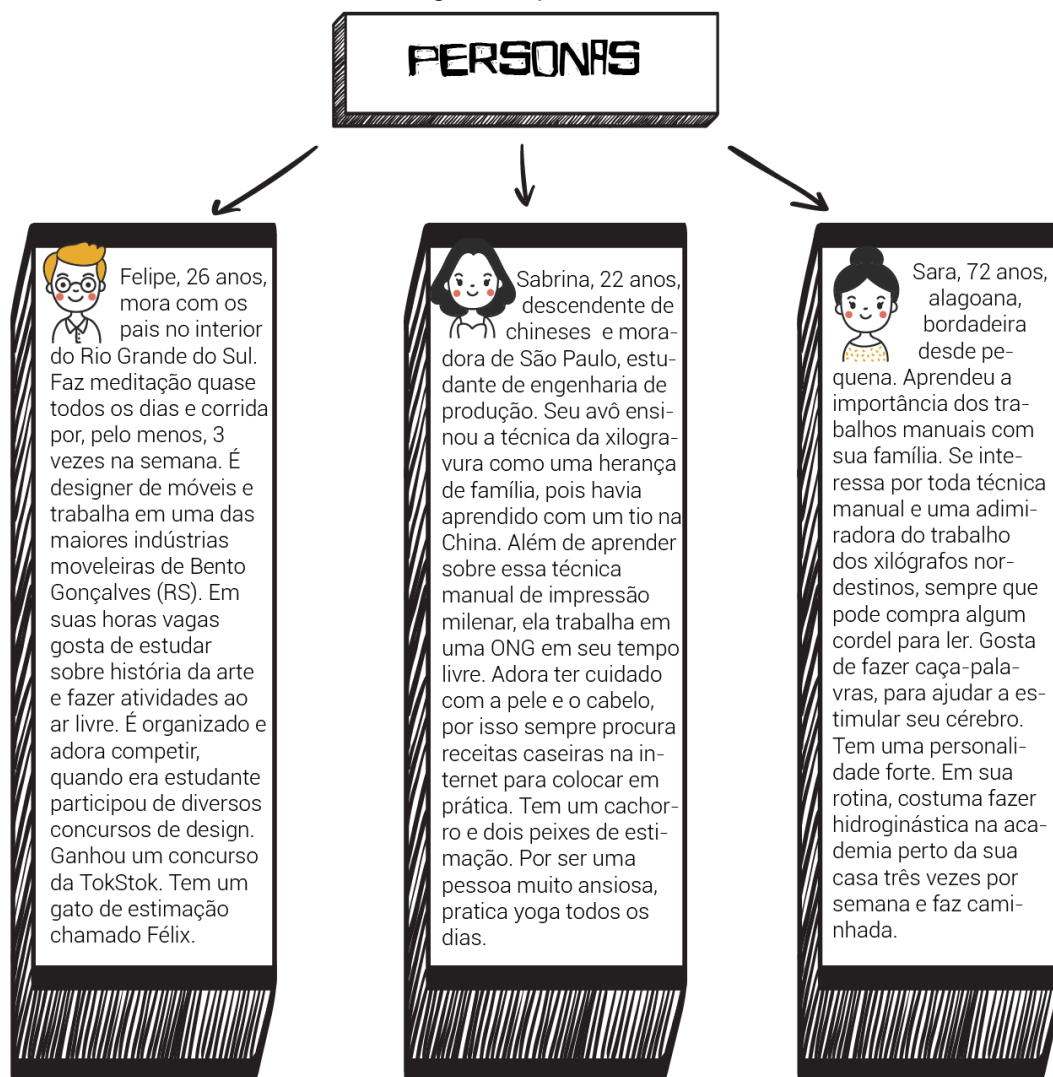 PERSONAS
Felipe, 26 anos,
mora com os
pais no interior
do Rio Grande do Sul.
Faz meditação quase
todos os dias e corrida
por, pelo menos, 3
vezes na semana. É
designer de móveis e
trabalha em uma das
maiores indústrias
moveleiras de Bento
Gonçalves (RS). Em
suas horas vagas
gosta de estudar
sobre história da arte
e fazer atividades ao
ar livre. É organizado e
adora competir,
quando era estudante
participou de diversos
concursos de design.
Ganhou um concurso
da TokStok. Tem um
gato de estimação
chamado Félix.
Sabrina, 22 anos,
descendente de
chineses e mora-
dora de São Paulo, estu-
dante de engenharia de
produção. Seu avô ensi-
nou a técnica da xilogra-
vura como uma herança
de família, pois havia
aprendido com um tio na
China. Além de aprender
sobre essa técnica
manual de impressão
milenar, ela trabalha em
uma ONG em seu tempo
livre. Adora ter cuidado
com a pele e o cabelo,
por isso sempre procura
receitas caseiras na in-
ternet para colocar em
prática. Tem um cachor-
ro e dois peixes de esti-
mação. Por ser uma
pessoa muito ansiosa,
pratica yoga todos os
dias.
Sara, 72 anos,
alagoana,
bordadeira
desde pe-
quena. Aprendeu a
importância dos tra-
balhos manuais com
sua família. Se inte-
ressa por toda técnica
manual e uma adimi-
radora do trabalho
dos xilógrafos nor-
destinos, sempre que
pode compra algum
cordel para ler. Gosta
de fazer caça-pala-
vras, para ajudar a es-
timular seu cérebro.
Tem uma personali-
dade forte. Em sua
rotina, costuma fazer
hidroginástica na aca-
demia perto da sua
casa três vezes por
semana e faz cami-
nhada.